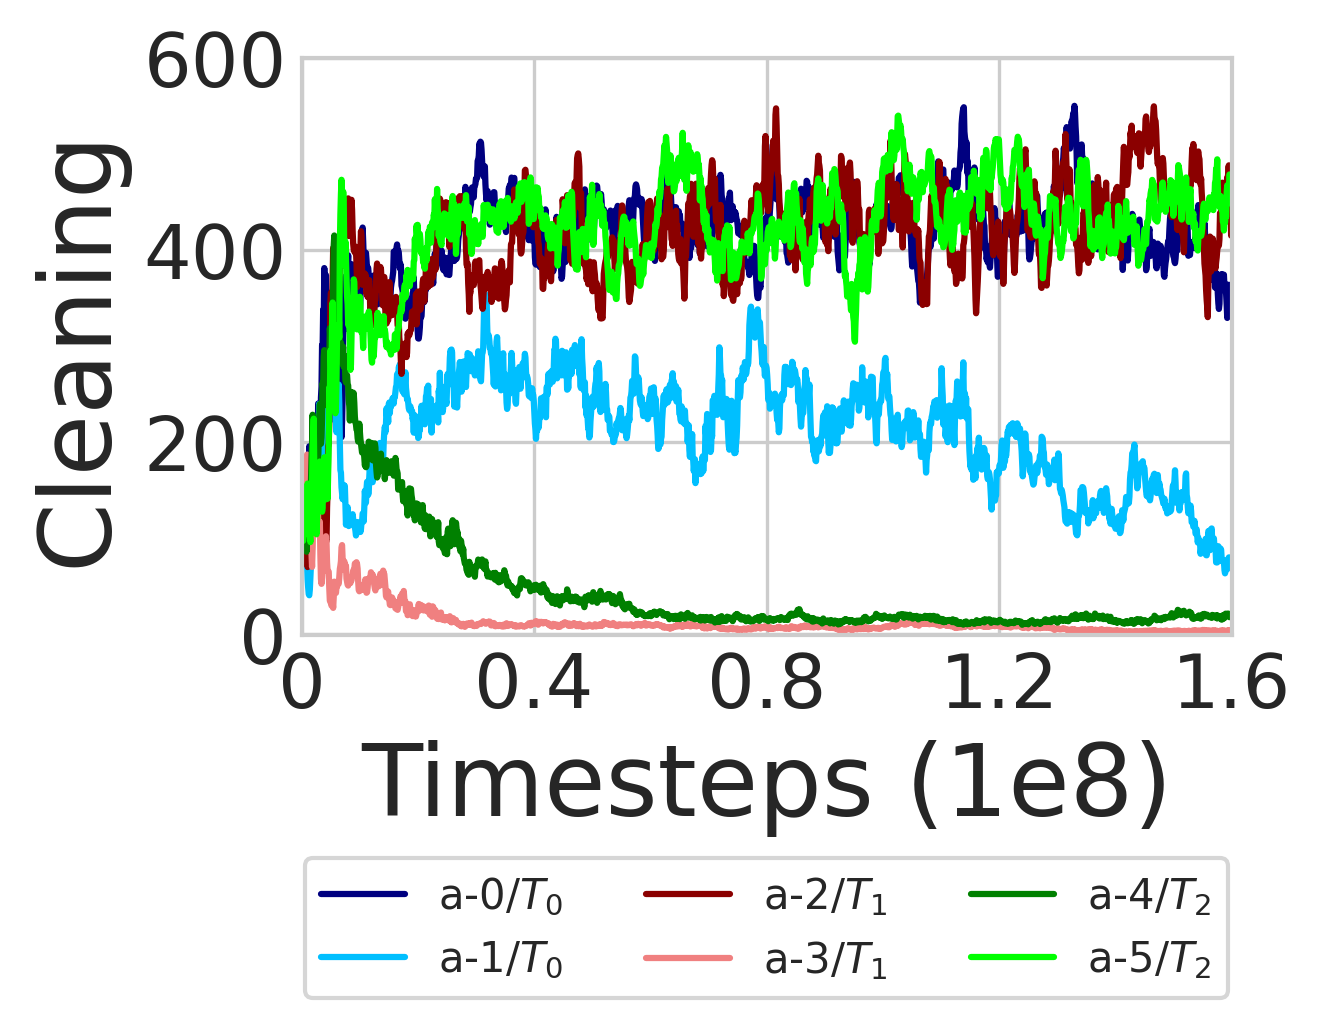 Cleaning
600
400
200
0
0 0.4 0.8 1.2 1.6
Timesteps (1e8)
a-0/T₀ a-2/T₁ a-4/T₂
a-1/T₀ a-3/T₁ a-5/T₂